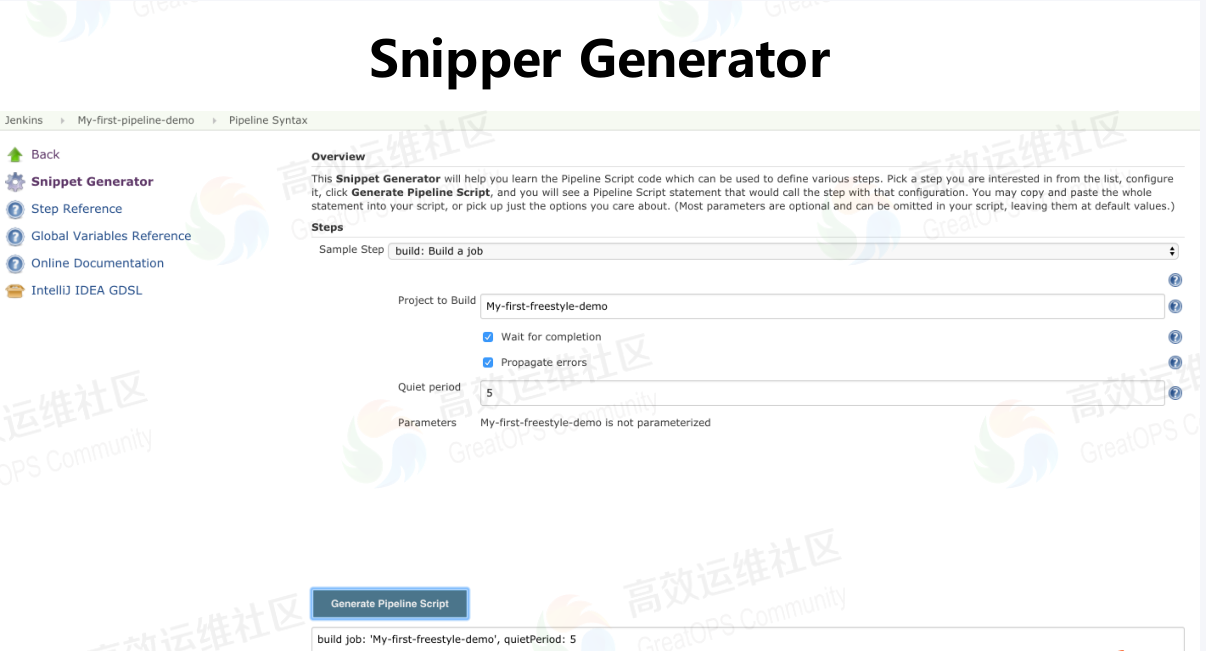 Snipper Generator
Jenkins My-first-pipeline-demo Pipeline Syntax
Back
Snippet Generator
Step Reference
Global Variables Reference
Online Documentation
IntelliJ IDEA GDSL
Overview
This Snippet Generator will help you learn the Pipeline Script code which can be used to define various steps. Pick a step you are interested in from the list, configure
it, click Generate Pipeline Script, and you will see a Pipeline Script statement that would call the step with that configuration. You may copy and paste the whole
statement into your script, or pick up just the options you care about. (Most parameters are optional and can be omitted in your script, leaving them at default values.)
Steps
Sample Step build: Build a job
Project to Build My-first-freestyle-demo
Wait for completion
Propagate errors
Quiet period 5
Parameters My-first-freestyle-demo is not parameterized
Generate Pipeline Script
build job: 'My-first-freestyle-demo', quietPeriod: 5
高效运维社区
GreatOPS Community